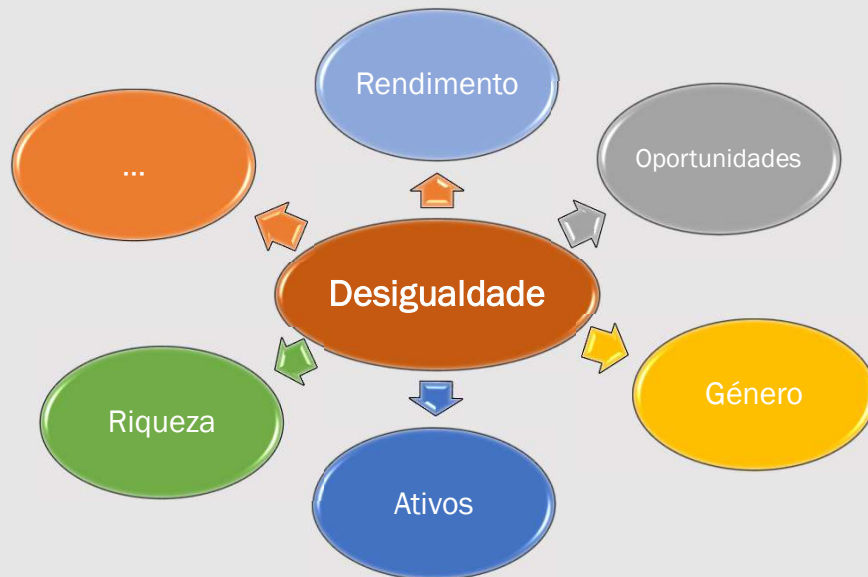 Rendimento
...
Oportunidades
Desigualdade
Género
Riqueza
Ativos